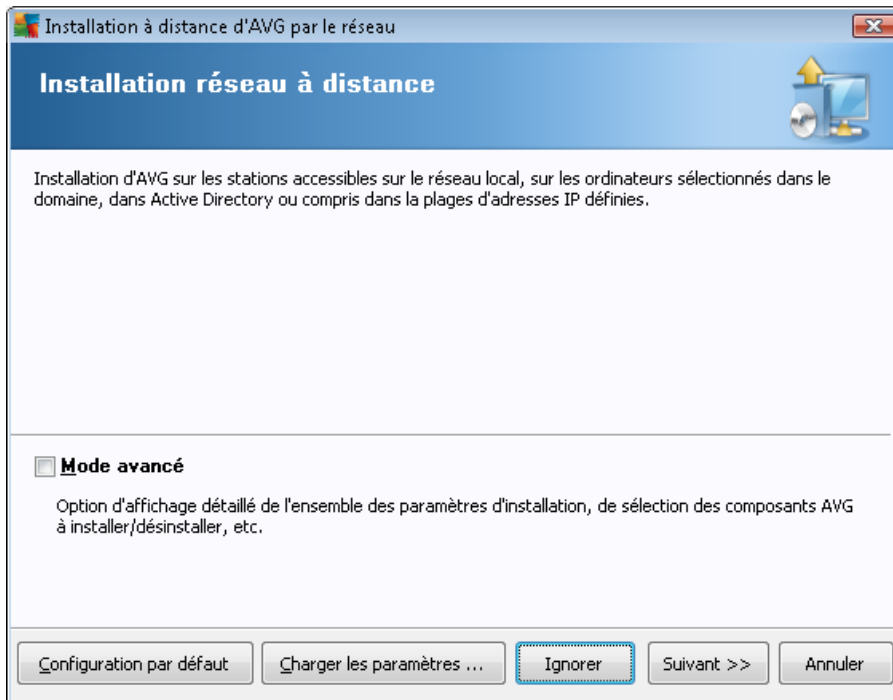 Installation à distance d'AVG par le réseau
Installation réseau à distance
Installation d'AVG sur les stations accessibles sur le réseau local, sur les ordinateurs sélectionnés dans le
domaine, dans Active Directory ou compris dans la plages d'adresses IP définies.
Mode avancé
Option d'affichage détaillé de l'ensemble des paramètres d'installation, de sélection des composants AVG
à installer/désinstaller, etc.
Configuration par défaut
Charger les paramètres ...
Ignorer
Suivant >>
Annuler